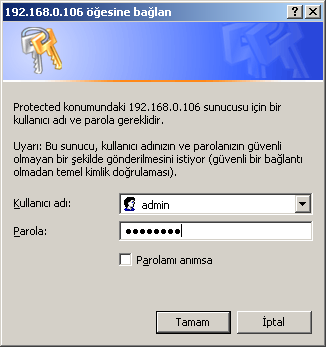 192.168.0.106 öğesine bağlan
Protected konumundaki 192.168.0.106 sunucusu için bir
kullanıcı adı ve parola gereklidir.
Uyarı: Bu sunucu, kullanıcı adınızın ve parolanızın güvenli
olmayan bir şekilde gönderilmesini istiyor (güvenli bir bağlantı
olmadan temel kimlik doğrulaması).
Kullanıcı adı: admin
Parola: ●●●●●●●●
Parolamı anımsa
Tamam İptal